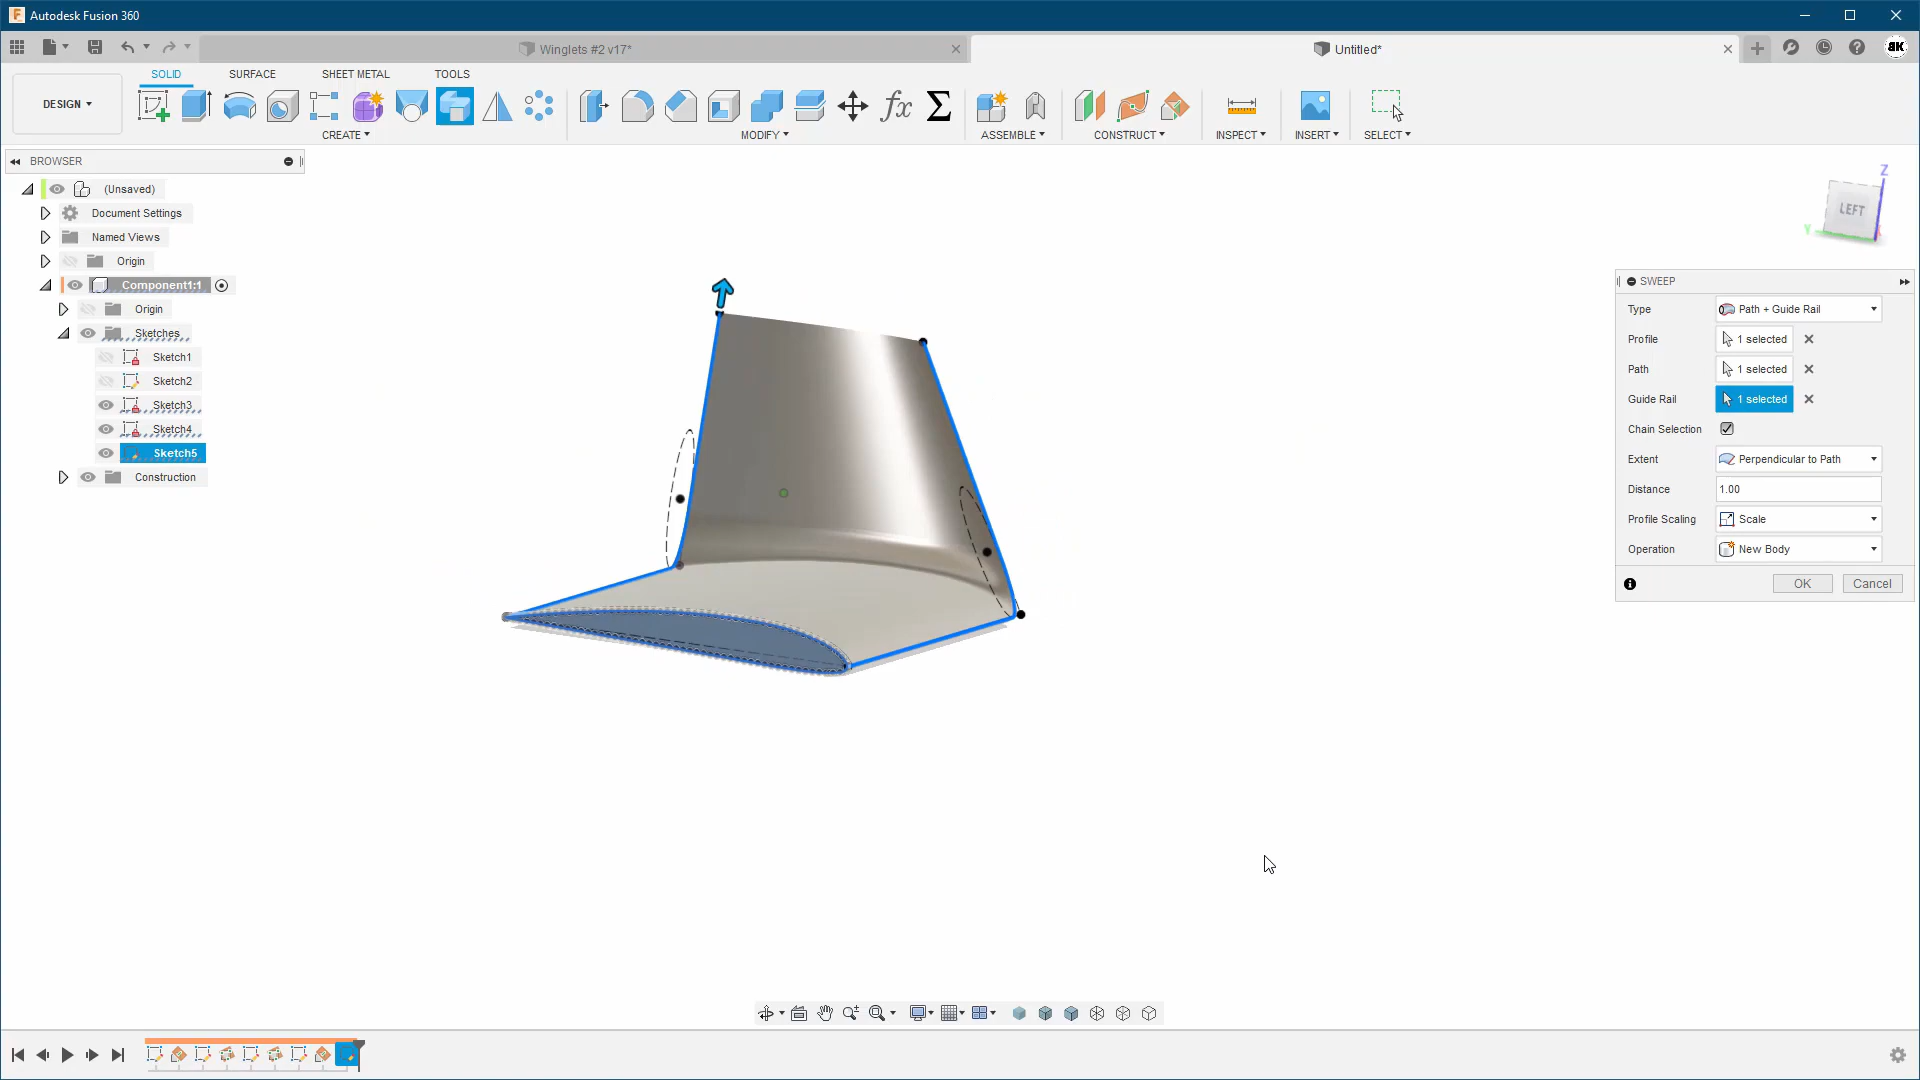 Autodesk Fusion 360
Winglets #2 v17*
Untitled*
BK
SOLID
SURFACE
SHEET METAL
TOOLS
DESIGN
CREATE
MODIFY
ASSEMBLE
CONSTRUCT
INSPECT
INSERT
SELECT
BROWSER
(Unsaved)
Document Settings
Named Views
Origin
Component1:1
Origin
Sketches
Sketch1
Sketch2
Sketch3
Sketch4
Sketch5
Construction
Z
LEFT
Y
SWEEP
Type Path + Guide Rail
Profile 1 selected
Path 1 selected
Guide Rail 1 selected
Chain Selection
Extent Perpendicular to Path
Distance 1.00
Profile Scaling Scale
Operation New Body
OK Cancel